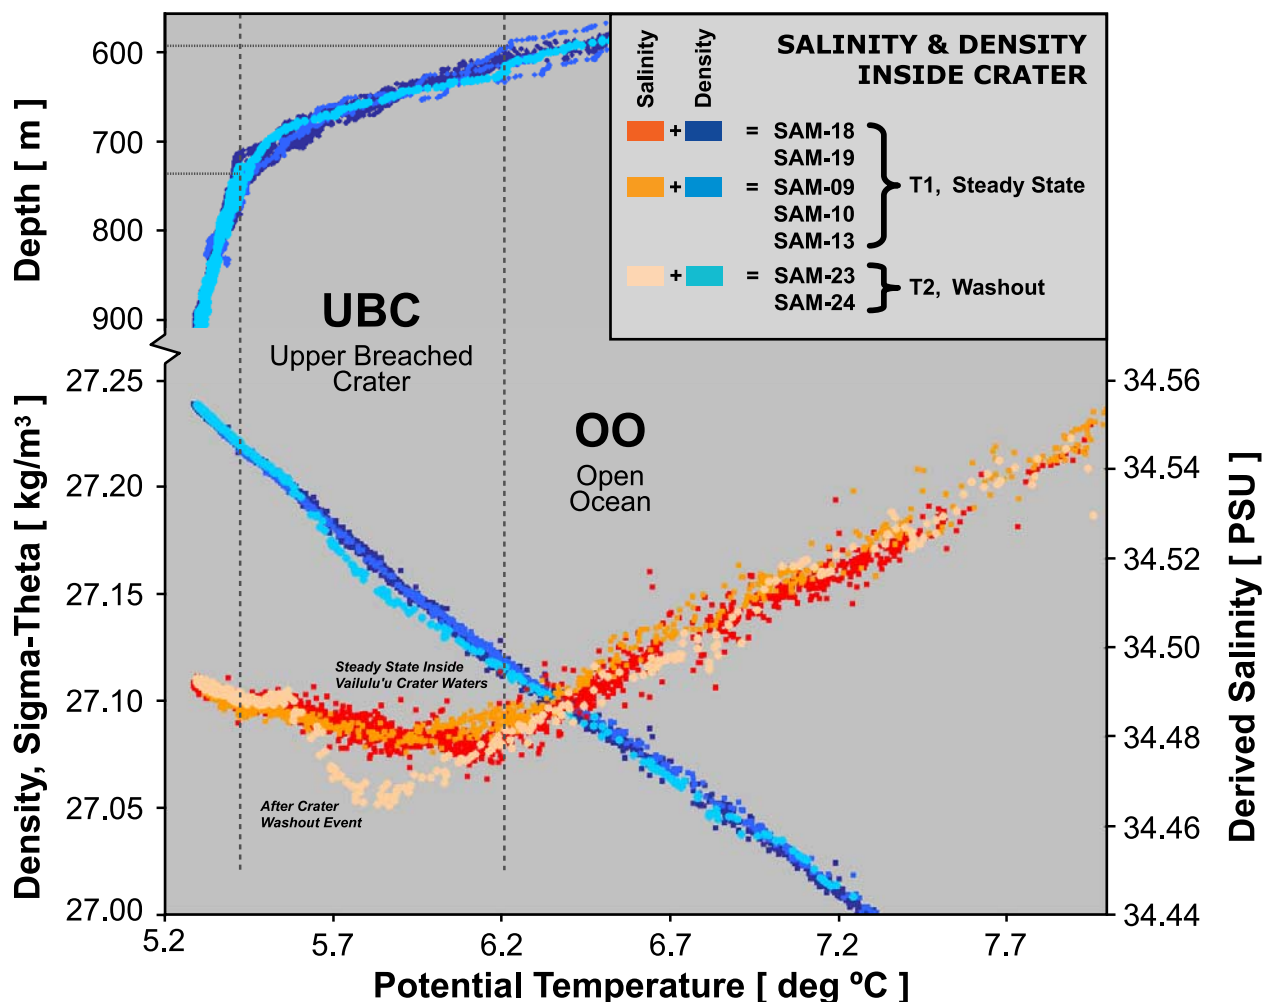 SALINITY & DENSITY
INSIDE CRATER
Salinity
Density
+ = SAM-18
SAM-19
+ = SAM-09
SAM-10
SAM-13
T1, Steady State
+ = SAM-23
SAM-24
T2, Washout
Depth [ m ]
600
700
800
900
UBC
Upper Breached
Crater
OO
Open
Ocean
Density, Sigma-Theta [ kg/m³ ]
27.25
27.20
27.15
27.10
27.05
27.00
Steady State Inside
Vailulu'u Crater Waters
After Crater
Washout Event
34.56
34.54
34.52
34.50
34.48
34.46
34.44
Derived Salinity [ PSU ]
5.2 5.7 6.2 6.7 7.2 7.7
Potential Temperature [ deg ºC ]